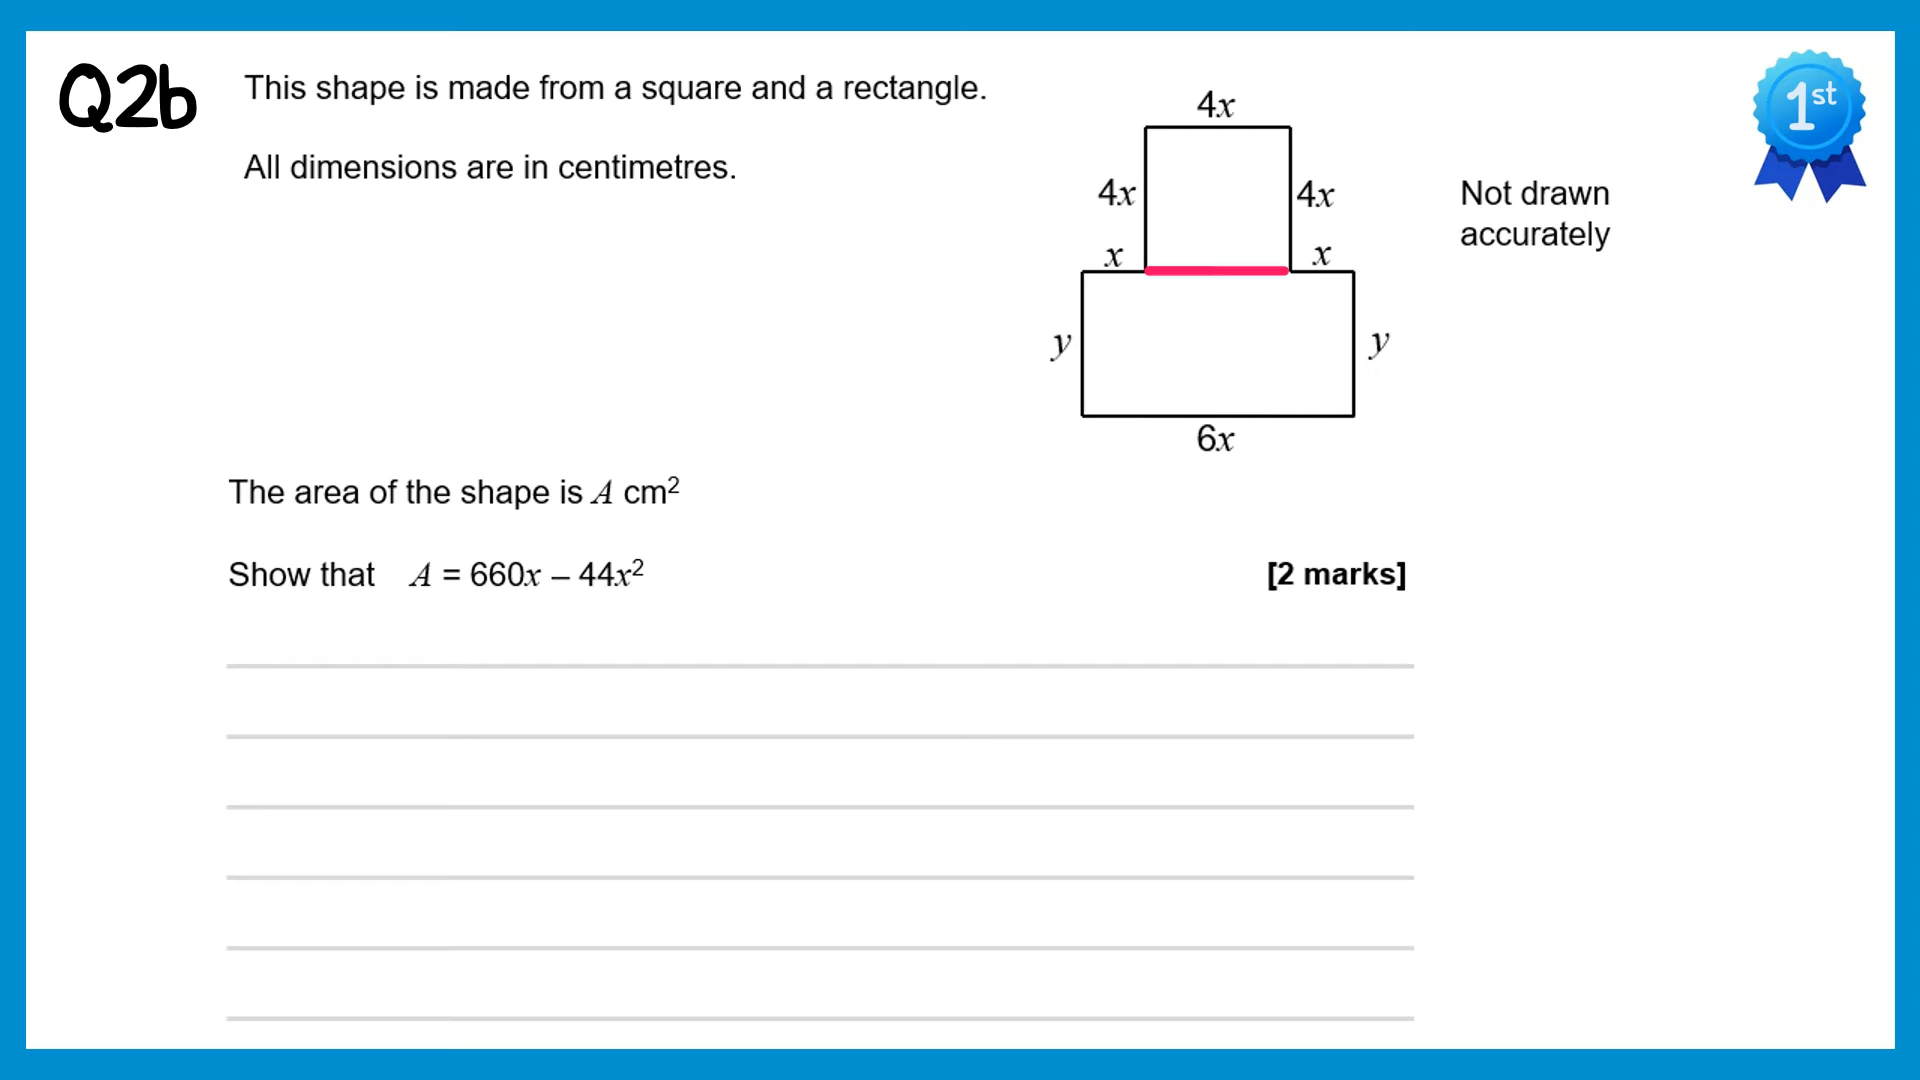 Q2b
This shape is made from a square and a rectangle.
All dimensions are in centimetres.
4x
4x
4x
x
x
y
y
6x
Not drawn
accurately
1st
The area of the shape is A cm²
Show that A = 660x – 44x²
[2 marks]